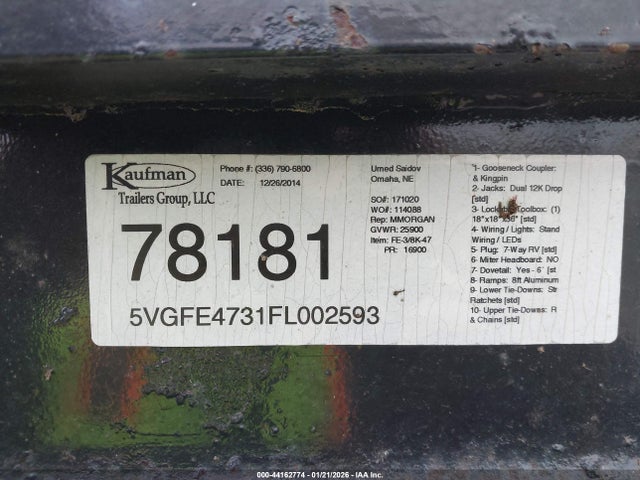 Kaufman
Trailers Group, LLC
Phone #: (336) 790-6800
DATE: 12/26/2014
78181
5VGFE4731FL002593
Umed Saidov
Omaha, NE
SO#: 171020
WO#: 114088
Rep: MMORGAN
GVWR: 25900
Item: FE-3/8K-47
PR: 16900
1- Gooseneck Coupler:
& Kingpin
2- Jacks: Dual 12K Drop
[std]
3- Toolbox: (1)
18"x18"x36" [std]
4- Wiring / Lights: Stand
Wiring / LEDs
5- Plug: 7-Way RV [std]
6- Miter Headboard: NO
7- Dovetail: Yes - 6' [st
8- Ramps: 8ft Aluminum
9- Lower Tie-Downs: Str
Ratchets [std]
10- Upper Tie-Downs: R
& Chains [std]
000-44162774 - 01/21/2026 - IAA Inc.